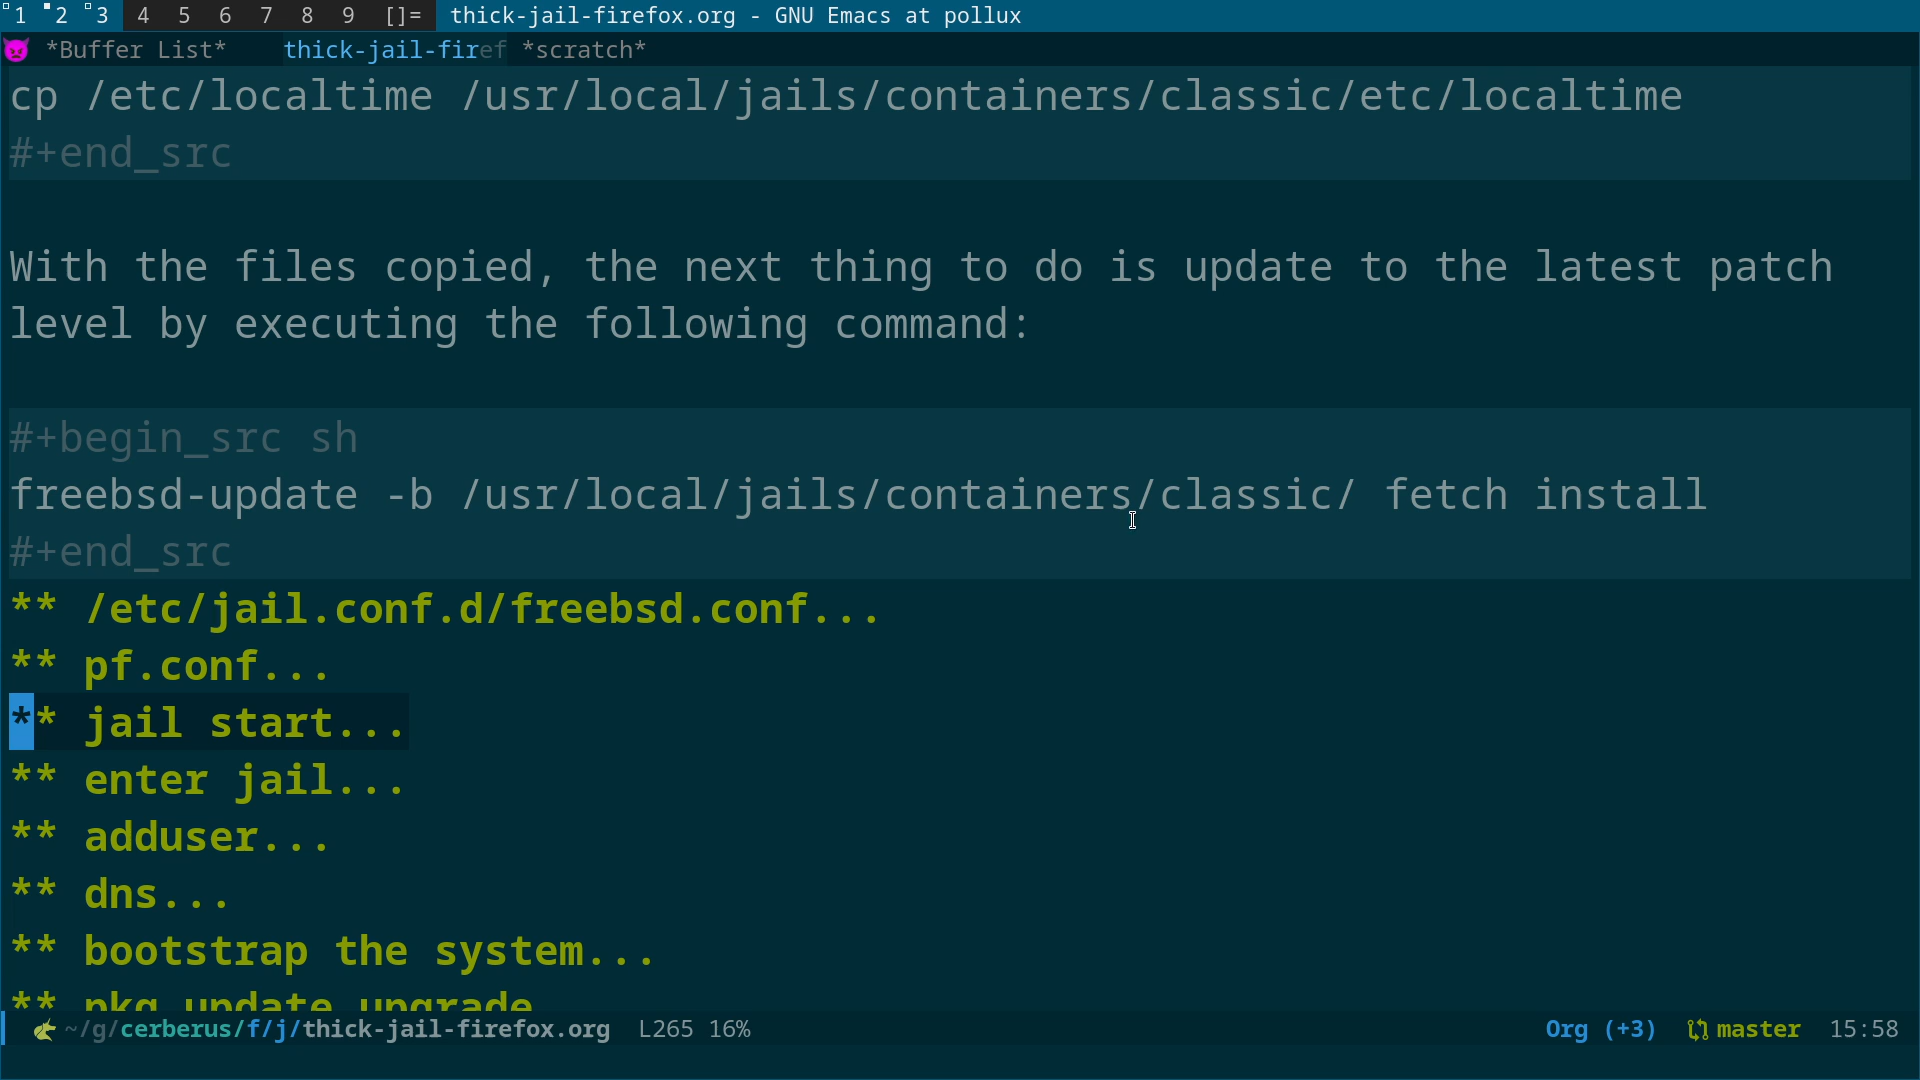 1 2 3 4 5 6 7 8 9 []= thick-jail-firefox.org - GNU Emacs at pollux
*Buffer List* thick-jail-firef *scratch*
cp /etc/localtime /usr/local/jails/containers/classic/etc/localtime
#+end_src
With the files copied, the next thing to do is update to the latest patch
level by executing the following command:
#+begin_src sh
freebsd-update -b /usr/local/jails/containers/classic/ fetch install
#+end_src
** /etc/jail.conf.d/freebsd.conf...
** pf.conf...
** jail start...
** enter jail...
** adduser...
** dns...
** bootstrap the system...
** pkg update upgrade
~/g/cerberus/f/j/thick-jail-firefox.org L265 16% Org (+3) master 15:58